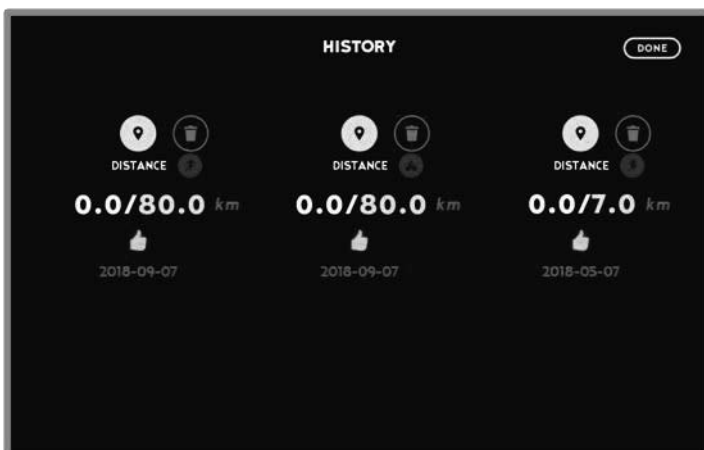 HISTORY
DONE
DISTANCE
0.0/80.0 km
2018-09-07
DISTANCE
0.0/80.0 km
2018-09-07
DISTANCE
0.0/7.0 km
2018-05-07